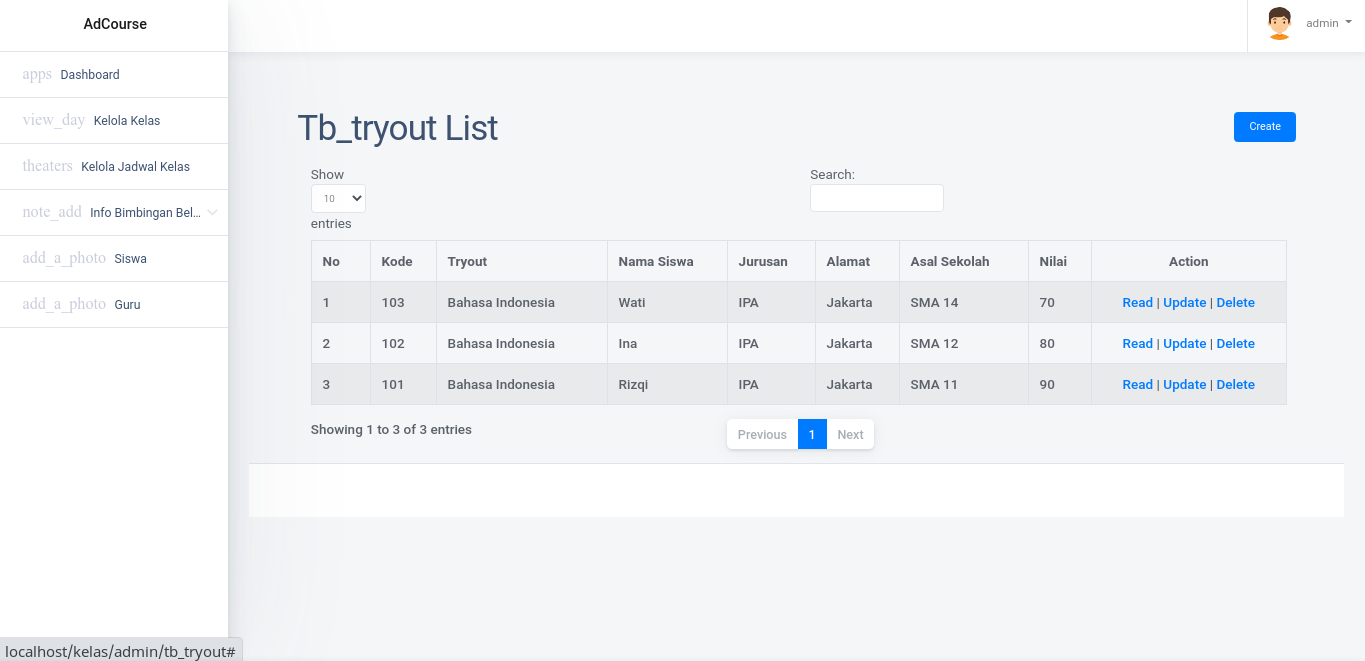 AdCourse
admin
apps Dashboard
view_day Kelola Kelas
theaters Kelola Jadwal Kelas
note_add Info Bimbingan Bel...
add_a_photo Siswa
add_a_photo Guru
Tb_tryout List
Create
Show
10
entries
Search:
No Kode Tryout Nama Siswa Jurusan Alamat Asal Sekolah Nilai Action
1 103 Bahasa Indonesia Wati IPA Jakarta SMA 14 70 Read | Update | Delete
2 102 Bahasa Indonesia Ina IPA Jakarta SMA 12 80 Read | Update | Delete
3 101 Bahasa Indonesia Rizqi IPA Jakarta SMA 11 90 Read | Update | Delete
Showing 1 to 3 of 3 entries
Previous 1 Next
localhost/kelas/admin/tb_tryout#